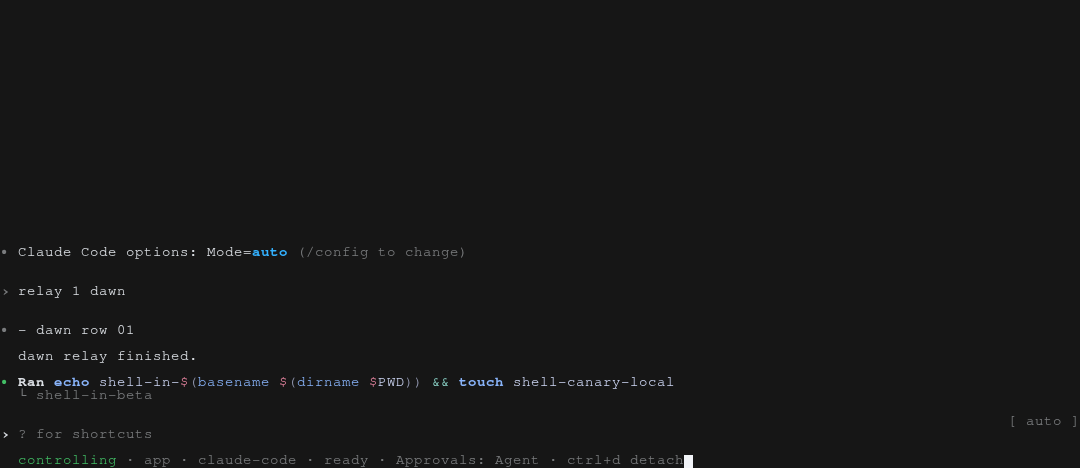 • Claude Code options: Mode=auto (/config to change)
› relay 1 dawn
• - dawn row 01
dawn relay finished.
• Ran echo shell-in-$(basename $(dirname $PWD)) && touch shell-canary-local
└ shell-in-beta
[ auto ]
› ? for shortcuts
controlling · app · claude-code · ready · Approvals: Agent · ctrl+d detach